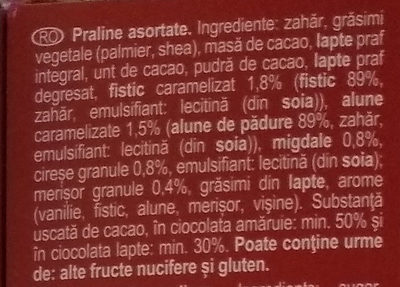 RO Praline asortate. Ingrediente: zahăr, grăsimi
vegetale (palmier, shea), masă de cacao, lapte praf
integral, unt de cacao, pudră de cacao, lapte praf
degresat, fistic caramelizat 1,8% (fistic 89%,
zahăr, emulsifiant: lecitină (din soia)), alune
caramelizate 1,5% (alune de pădure 89%, zahăr,
emulsifiant: lecitină (din soia)), migdale 0,8%,
cireșe granule 0,8%, emulsifiant: lecitină (din soia);
merișor granule 0,4%, grăsimi din lapte, arome
(vanilie, fistic, alune, merișor, vișine). Substanță
uscată de cacao, în ciocolata amăruie: min. 50% și
în ciocolata lapte: min. 30%. Poate conține urme
de: alte fructe nucifere și gluten.